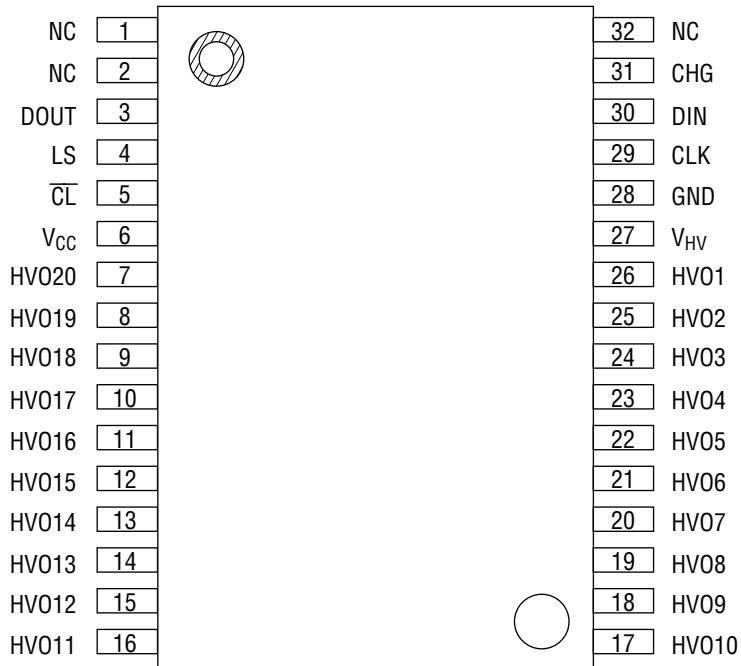 NC 1 32 NC
NC 2 31 CHG
DOUT 3 30 DIN
LS 4 29 CLK
C̅L̅ 5 28 GND
VCC 6 27 VHV
HVO20 7 26 HVO1
HVO19 8 25 HVO2
HVO18 9 24 HVO3
HVO17 10 23 HVO4
HVO16 11 22 HVO5
HVO15 12 21 HVO6
HVO14 13 20 HVO7
HVO13 14 19 HVO8
HVO12 15 18 HVO9
HVO11 16 17 HVO10